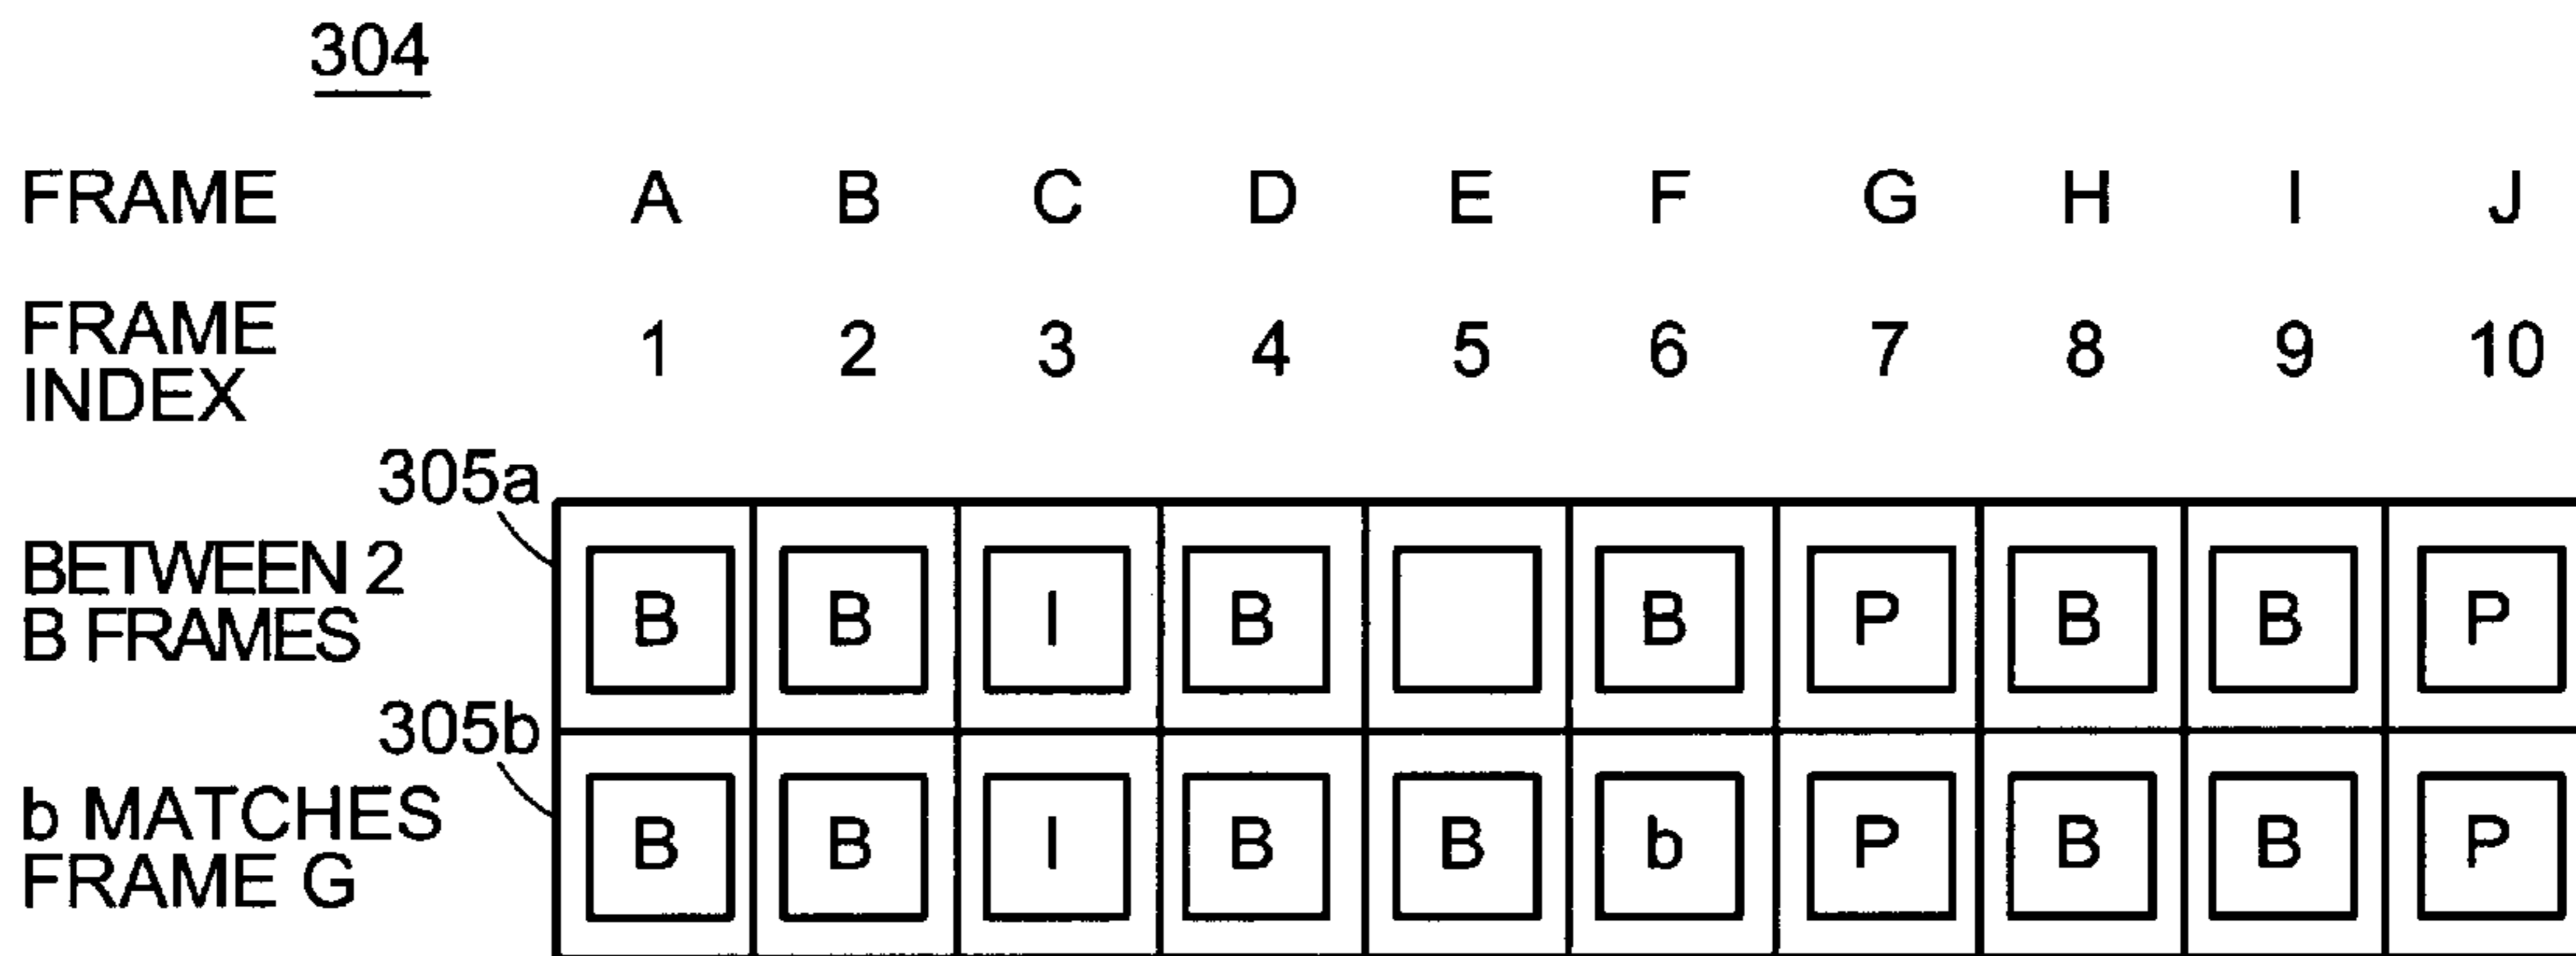 304
FRAME A B C D E F G H I J
FRAME
INDEX 1 2 3 4 5 6 7 8 9 10
305a
BETWEEN 2
B FRAMES B B I B B P B B P
305b
b MATCHES
FRAME G B B I B B b P B B P